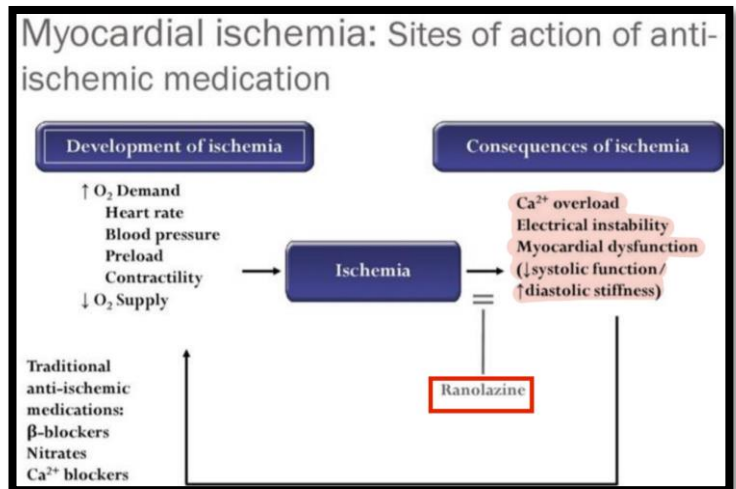 Myocardial ischemia: Sites of action of anti-
ischemic medication
Development of ischemia
↑ O₂ Demand
Heart rate
Blood pressure
Preload
Contractility
↓ O₂ Supply
Ischemia
Consequences of ischemia
Ca²⁺ overload
Electrical instability
Myocardial dysfunction
(↓systolic function/
↑diastolic stiffness)
Ranolazine
Traditional
anti-ischemic
medications:
β-blockers
Nitrates
Ca²⁺ blockers